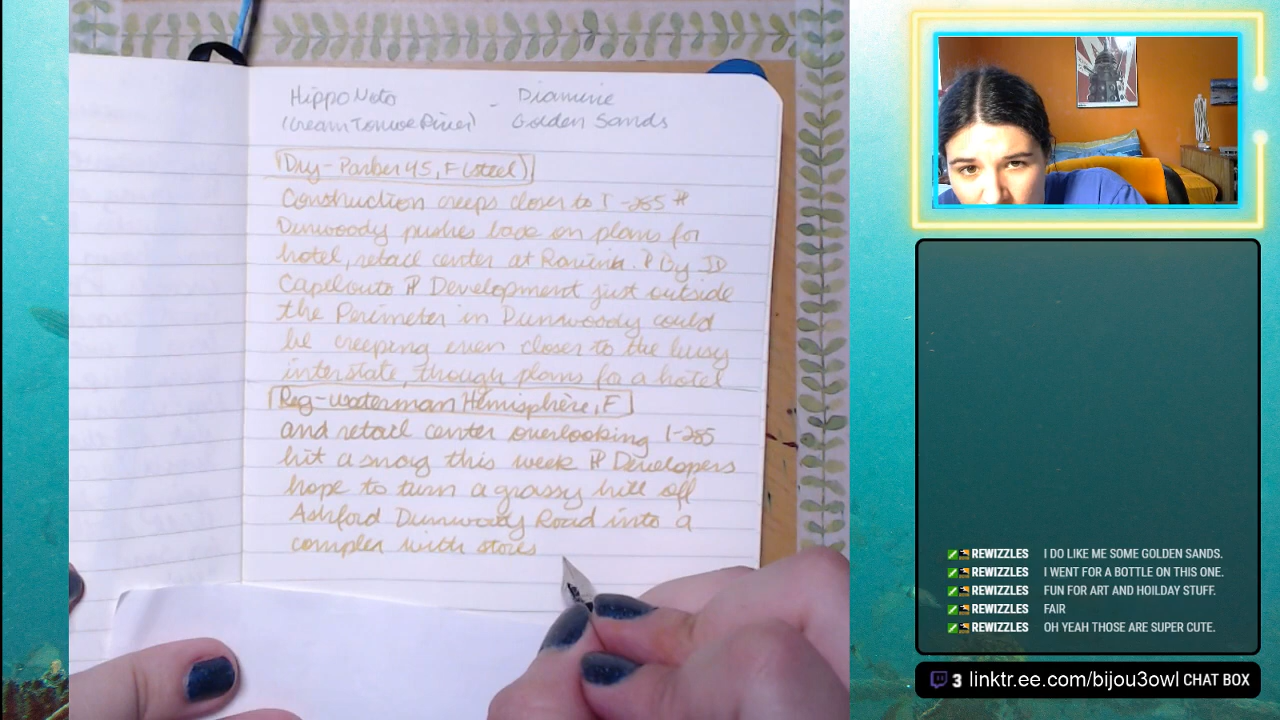 HippoNoto - Diamine
(Cream Tomoe River) Golden Sands
Dry - Parker 45, F (steel)
Construction creeps closer to I-285 #
Dunwoody pushes back on plans for
hotel, retail center at Ravinia. # By JD
Capelouto # Development just outside
the Perimeter in Dunwoody could
be creeping even closer to the busy
interstate, though plans for a hotel
Reg - Waterman Hémisphère, F
and retail center overlooking I-285
hit a snag this week # Developers
hope to turn a grassy hill off
Ashford Dunwoody Road into a
complex with stores
REWIZZLES I DO LIKE ME SOME GOLDEN SANDS.
REWIZZLES I WENT FOR A BOTTLE ON THIS ONE.
REWIZZLES FUN FOR ART AND HOILDAY STUFF.
REWIZZLES FAIR
REWIZZLES OH YEAH THOSE ARE SUPER CUTE.
3 linktr.ee.com/bijou3owl CHAT BOX